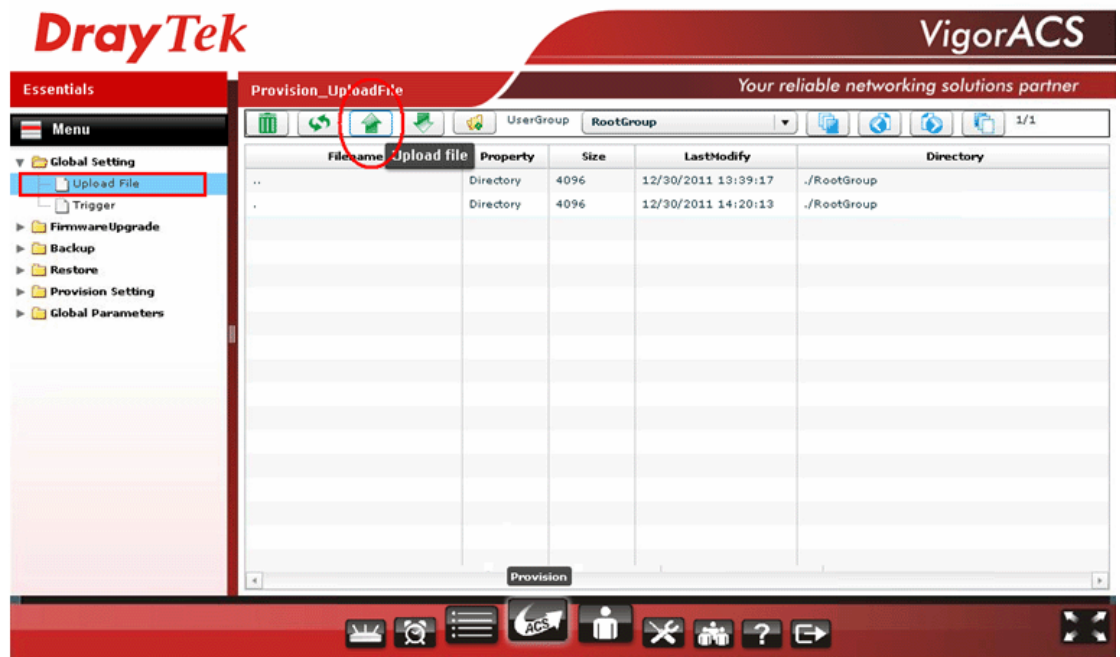 DrayTek
VigorACS
Essentials
Provision_UploadFile
Your reliable networking solutions partner
Menu
UserGroup RootGroup 1/1
Global Setting
Upload File
Trigger
FirmwareUpgrade
Backup
Restore
Provision Setting
Global Parameters
Filename Upload file Property Size LastModify Directory
.. Directory 4096 12/30/2011 13:39:17 ./RootGroup
. Directory 4096 12/30/2011 14:20:13 ./RootGroup
Provision
ACS
?